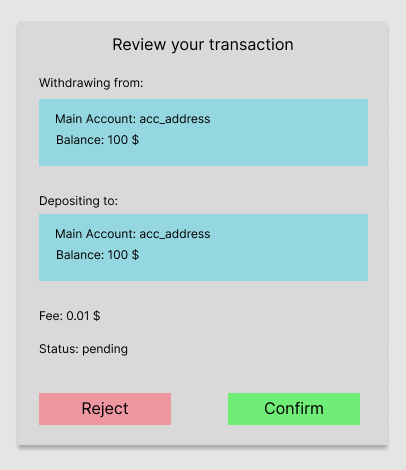 Review your transaction
Withdrawing from:
Main Account: acc_address
Balance: 100 $
Depositing to:
Main Account: acc_address
Balance: 100 $
Fee: 0.01 $
Status: pending
Reject
Confirm